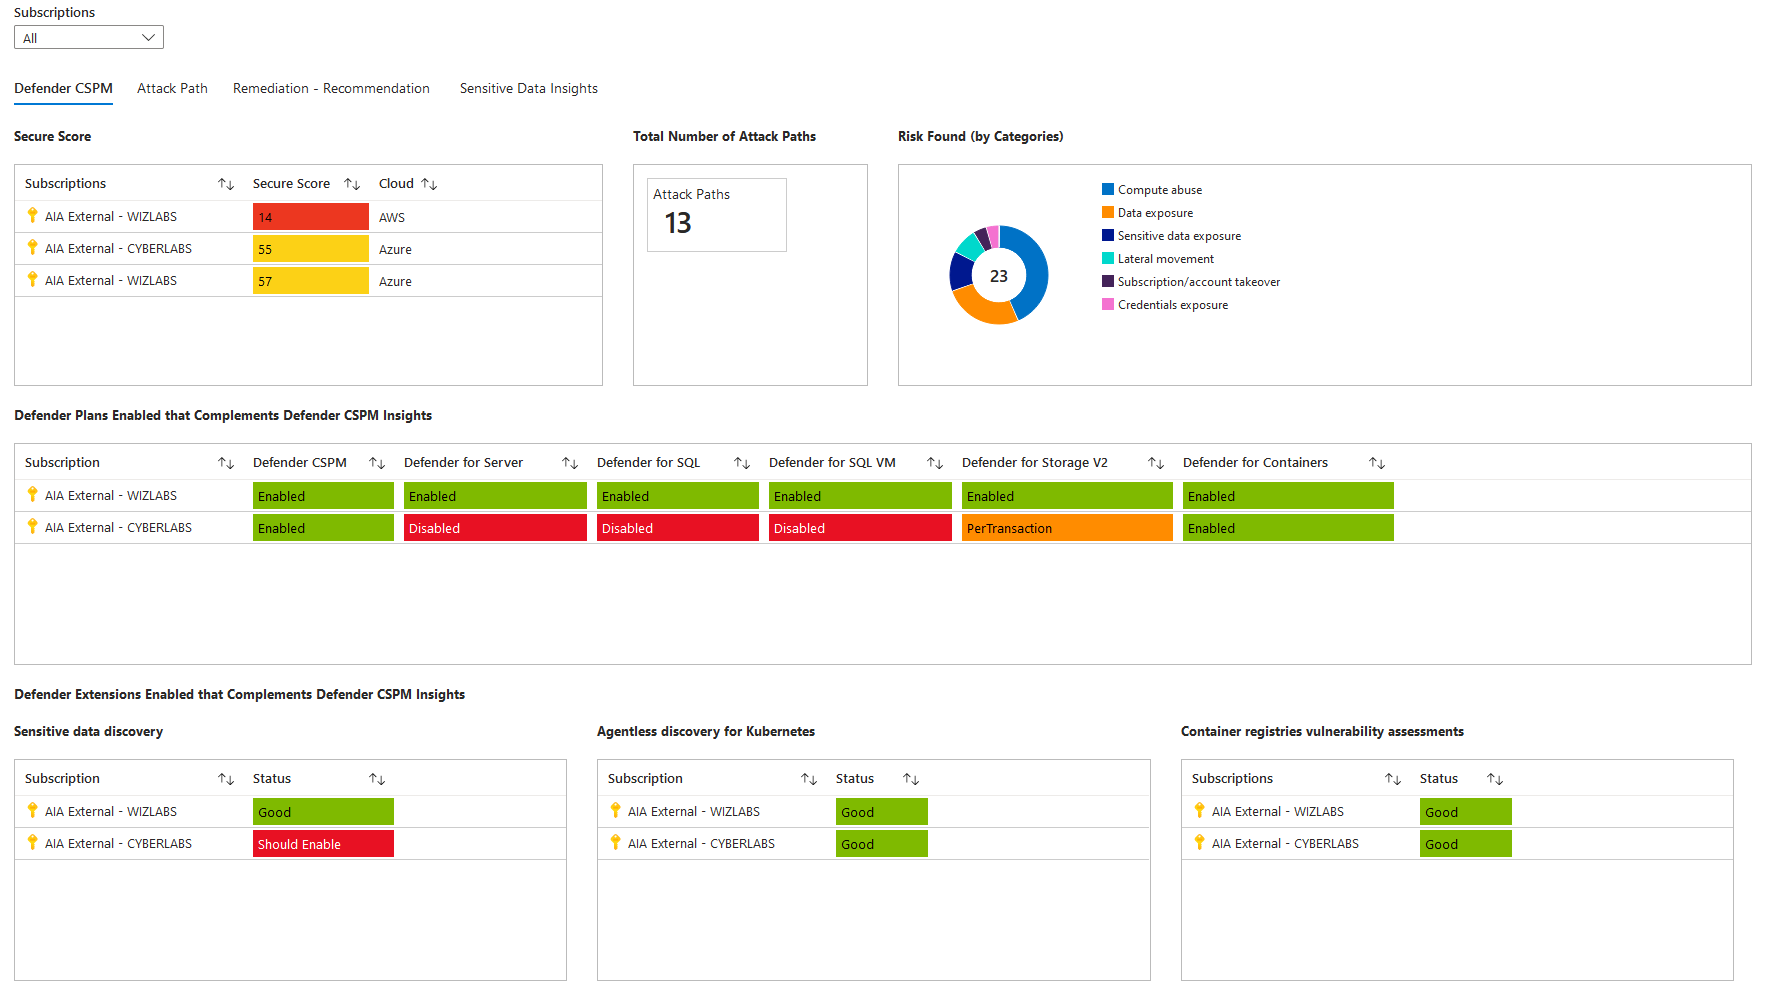 Subscriptions
All
Defender CSPM Attack Path Remediation - Recommendation Sensitive Data Insights
Secure Score
Subscriptions Secure Score Cloud
AIA External - WIZLABS 14 AWS
AIA External - CYBERLABS 55 Azure
AIA External - WIZLABS 57 Azure
Total Number of Attack Paths
Attack Paths
13
Risk Found (by Categories)
23
Compute abuse
Data exposure
Sensitive data exposure
Lateral movement
Subscription/account takeover
Credentials exposure
Defender Plans Enabled that Complements Defender CSPM Insights
Subscription Defender CSPM Defender for Server Defender for SQL Defender for SQL VM Defender for Storage V2 Defender for Containers
AIA External - WIZLABS Enabled Enabled Enabled Enabled Enabled Enabled
AIA External - CYBERLABS Enabled Disabled Disabled Disabled PerTransaction Enabled
Defender Extensions Enabled that Complements Defender CSPM Insights
Sensitive data discovery
Subscription Status
AIA External - WIZLABS Good
AIA External - CYBERLABS Should Enable
Agentless discovery for Kubernetes
Subscription Status
AIA External - WIZLABS Good
AIA External - CYBERLABS Good
Container registries vulnerability assessments
Subscriptions Status
AIA External - WIZLABS Good
AIA External - CYBERLABS Good